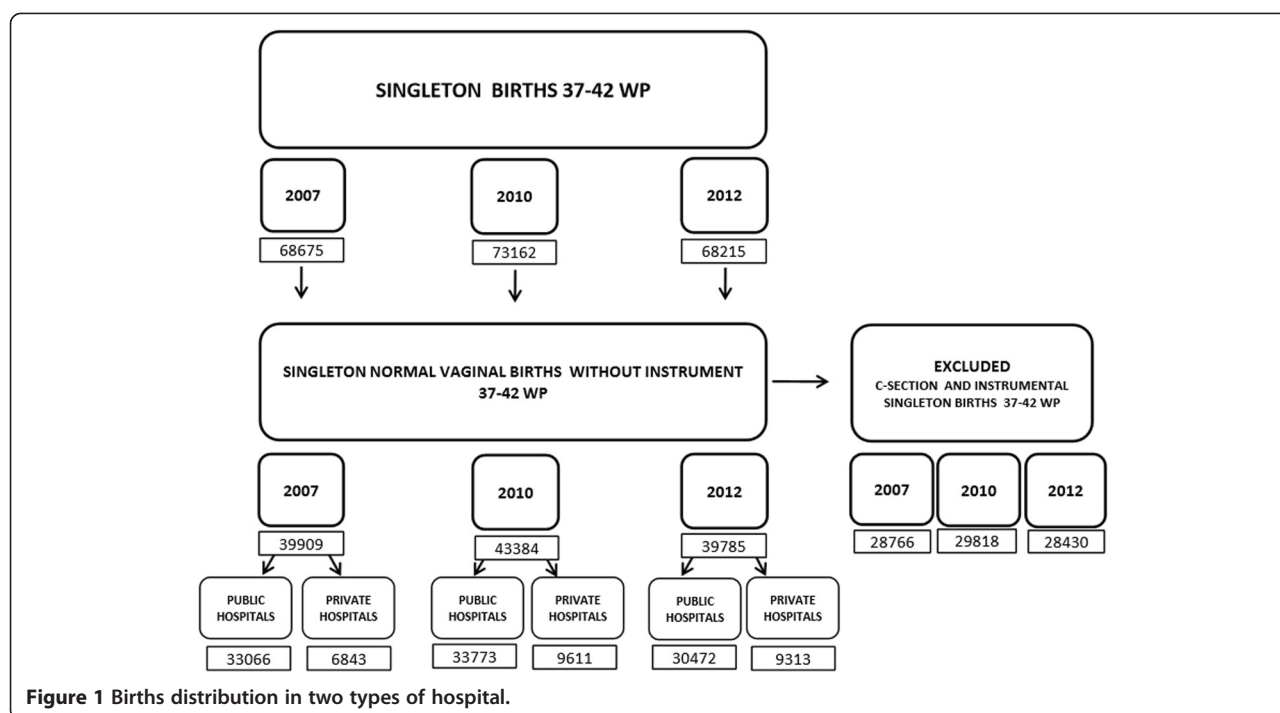 SINGLETON BIRTHS 37-42 WP
2007
2010
2012
68675
73162
68215
SINGLETON NORMAL VAGINAL BIRTHS WITHOUT INSTRUMENT
37-42 WP
EXCLUDED
C-SECTION AND INSTRUMENTAL
SINGLETON BIRTHS 37-42 WP
2007
2010
2012
2007
2010
2012
39909
43384
39785
28766
29818
28430
PUBLIC
HOSPITALS
PRIVATE
HOSPITALS
PUBLIC
HOSPITALS
PRIVATE
HOSPITALS
PUBLIC
HOSPITALS
PRIVATE
HOSPITALS
33066
6843
33773
9611
30472
9313
Figure 1 Births distribution in two types of hospital.